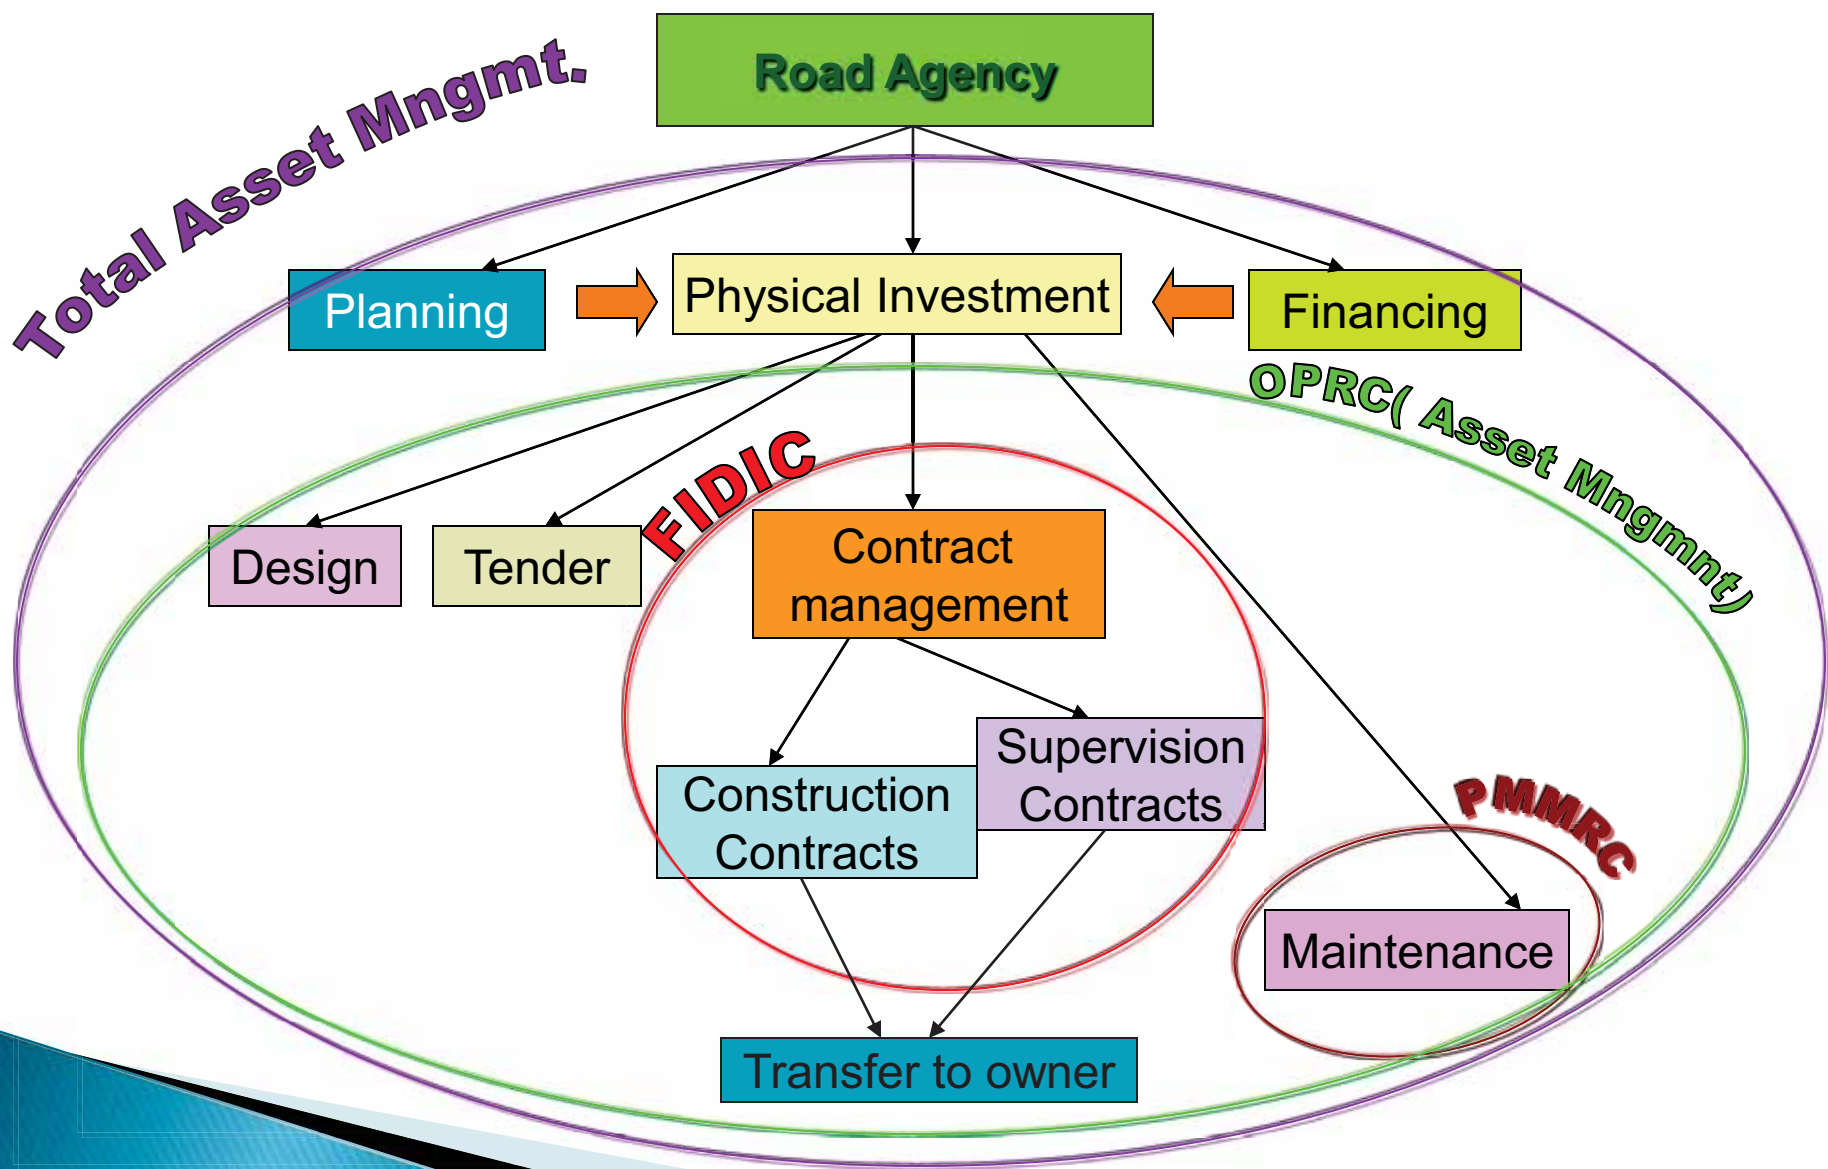 Road Agency
Total Asset Mngmt.
Planning
Physical Investment
Financing
OPRC( Asset Mngmnt)
FIDIC
Design
Tender
Contract
management
Supervision
Contracts
Construction
Contracts
PMMRC
Maintenance
Transfer to owner